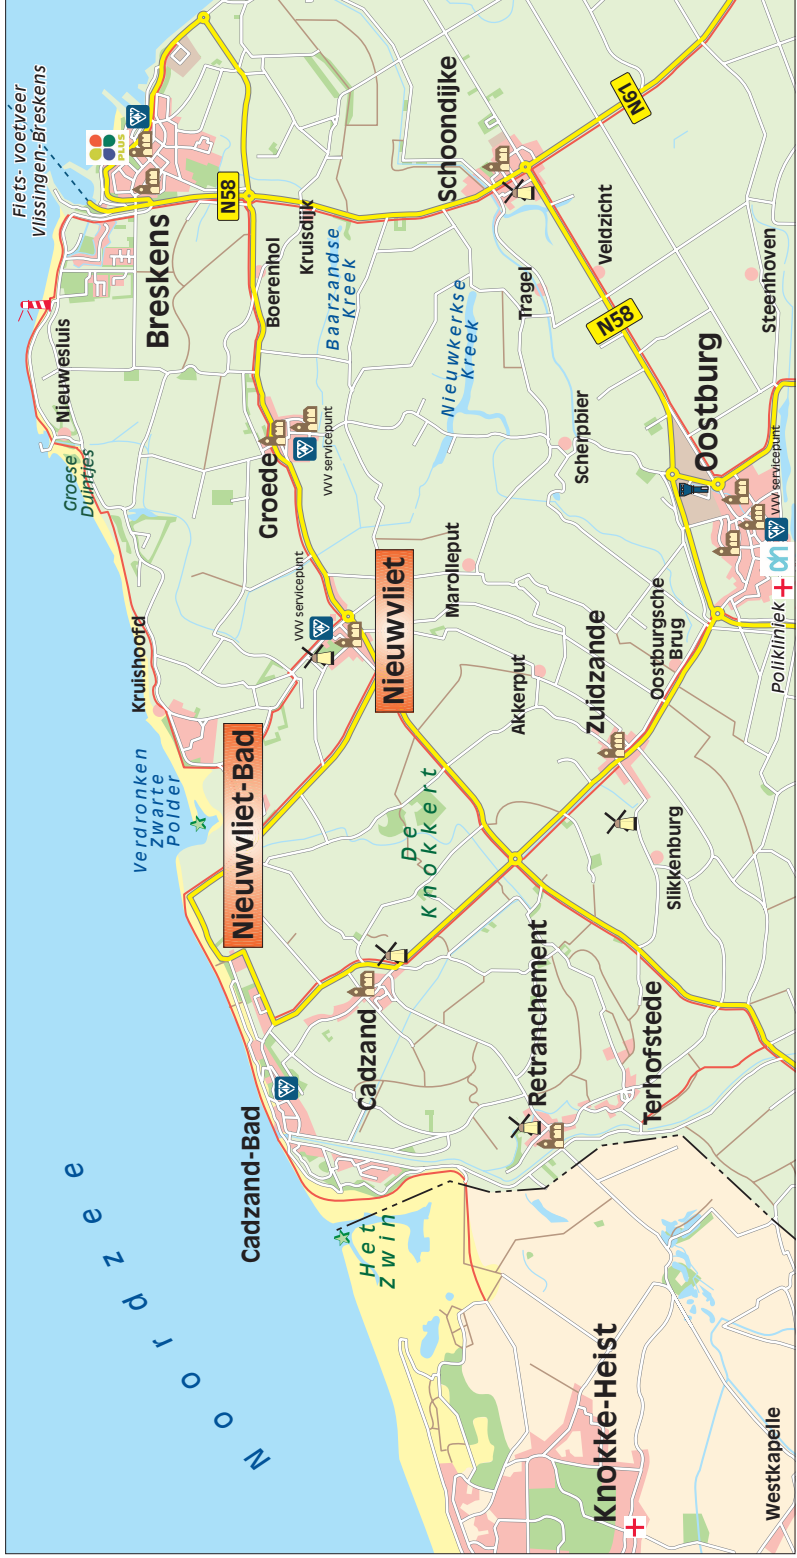 Noordzee
Fiets- voetveer
Vlissingen-Breskens
PLUS
Breskens
N58
Nieuwesluis
Groese
Duintjes
Boerenhol
Kruisdijk
Baarzandse
Kreek
Schoondijke
N61
Groede
VVV servicepunt
Nieuwkerkse
Kreek
Tragel
Veldzicht
N58
Steenhoven
Scherpbier
Oostburg
VVV servicepunt
ah
Polikliniek
Kruishoofd
VVV servicepunt
Nieuwvliet
Marolleput
Akkerput
Zuidzande
Oostburgsche
Brug
Verdronken
Zwarte
Polder
Nieuwvliet-Bad
De
Knokkert
Slikkenburg
Cadzand-Bad
Cadzand
Retranchement
Terhofstede
Het
Zwin
Knokke-Heist
Westkapelle